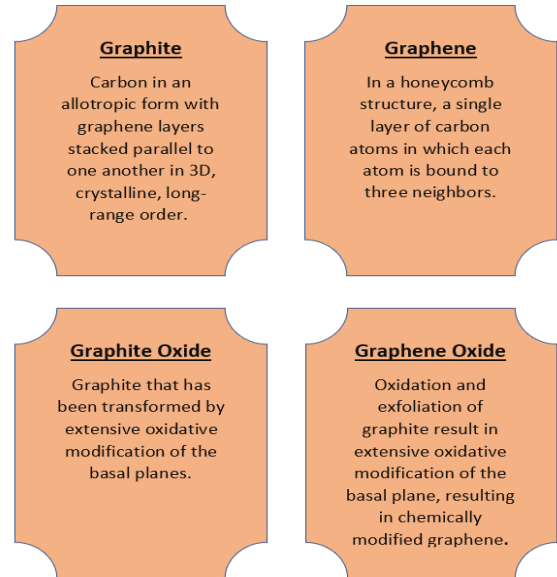 Graphite
Carbon in an
allotropic form with
graphene layers
stacked parallel to
one another in 3D,
crystalline, long-
range order.
Graphene
In a honeycomb
structure, a single
layer of carbon
atoms in which each
atom is bound to
three neighbors.
Graphite Oxide
Graphite that has
been transformed by
extensive oxidative
modification of the
basal planes.
Graphene Oxide
Oxidation and
exfoliation of
graphite result in
extensive oxidative
modification of the
basal plane, resulting
in chemically
modified graphene.